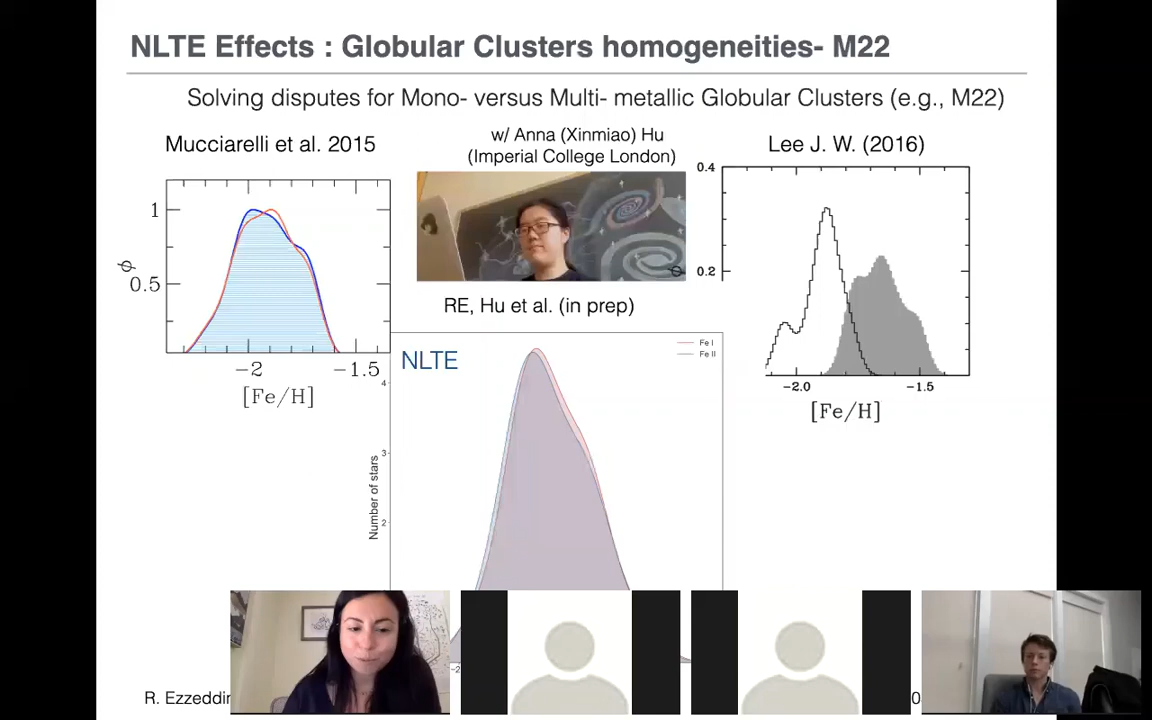 NLTE Effects : Globular Clusters homogeneities- M22
Solving disputes for Mono- versus Multi- metallic Globular Clusters (e.g., M22)
Mucciarelli et al. 2015
w/ Anna (Xinmiao) Hu
(Imperial College London)
Lee J. W. (2016)
1
ϕ
0.5
−2
−1.5
[Fe/H]
0.4
0.2
-2.0
-1.5
[Fe/H]
RE, Hu et al. (in prep)
NLTE
Fe I
Fe II
4
3
2
Number of stars
R. Ezzeddin